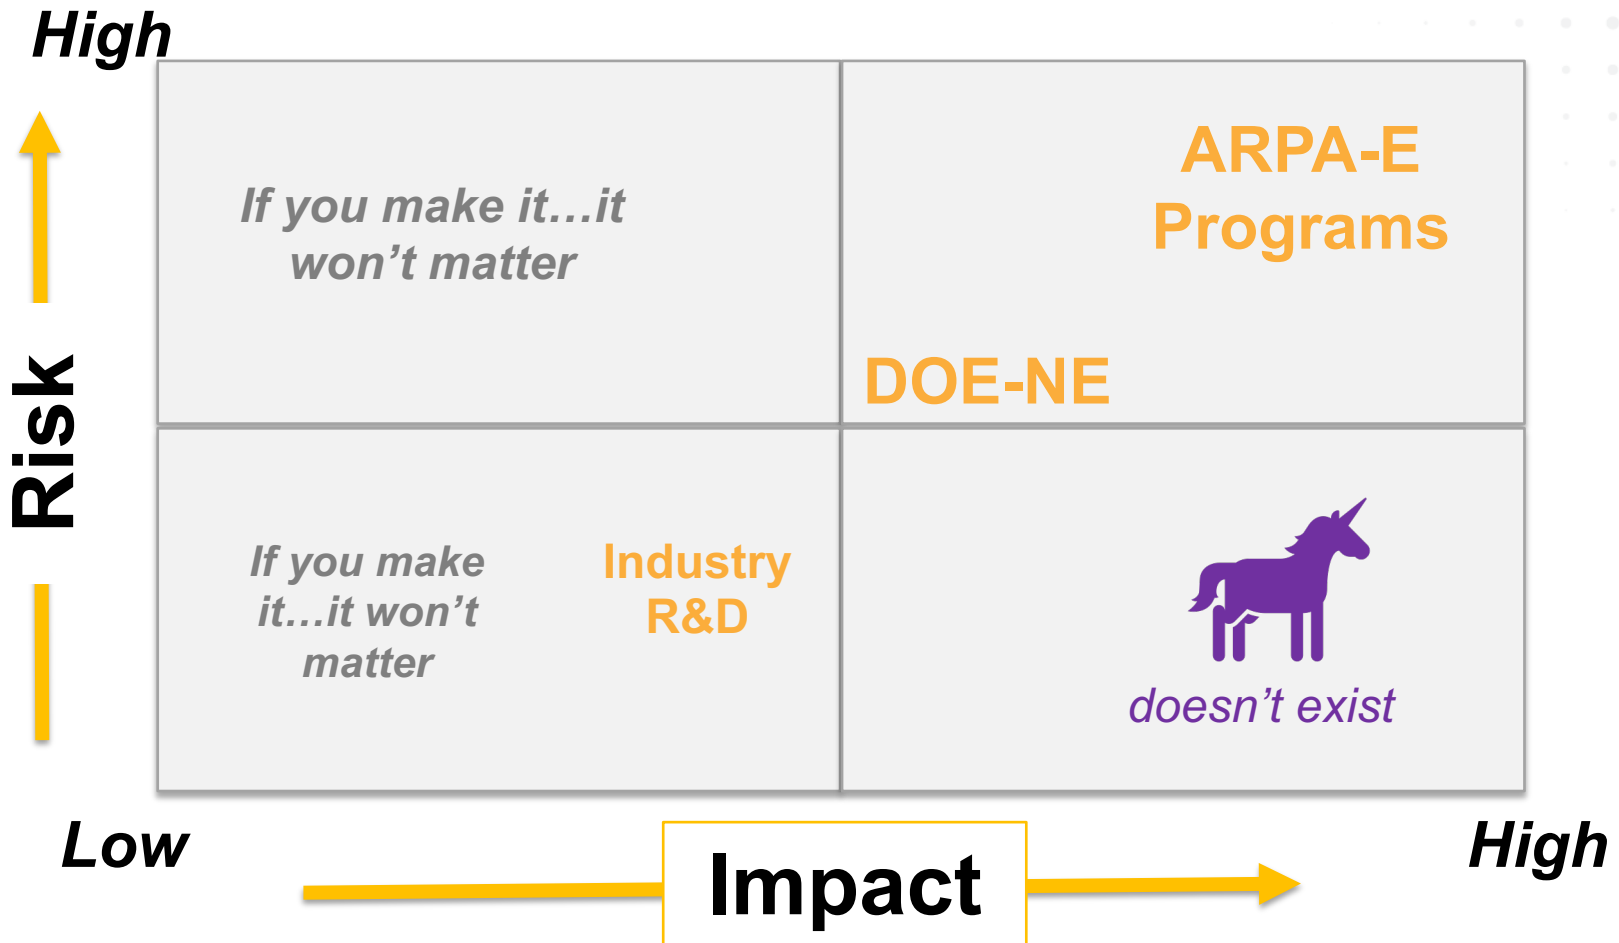 High
If you make it…it
won’t matter
ARPA-E
Programs
DOE-NE
Risk
If you make
it…it won’t
matter
Industry
R&D
doesn’t exist
Low
Impact
High